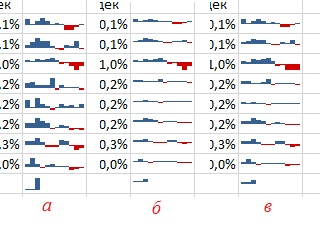 дек дек
,1% 0,1% 0,1%
,1% 0,1% 0,1%
,0% 1,0% 1,0%
,2% 0,2% 0,2%
,2% 0,2% 0,2%
,2% 0,2% 0,2%
,3% 0,3% 0,3%
,0% 0,0% 0,0%
а б в